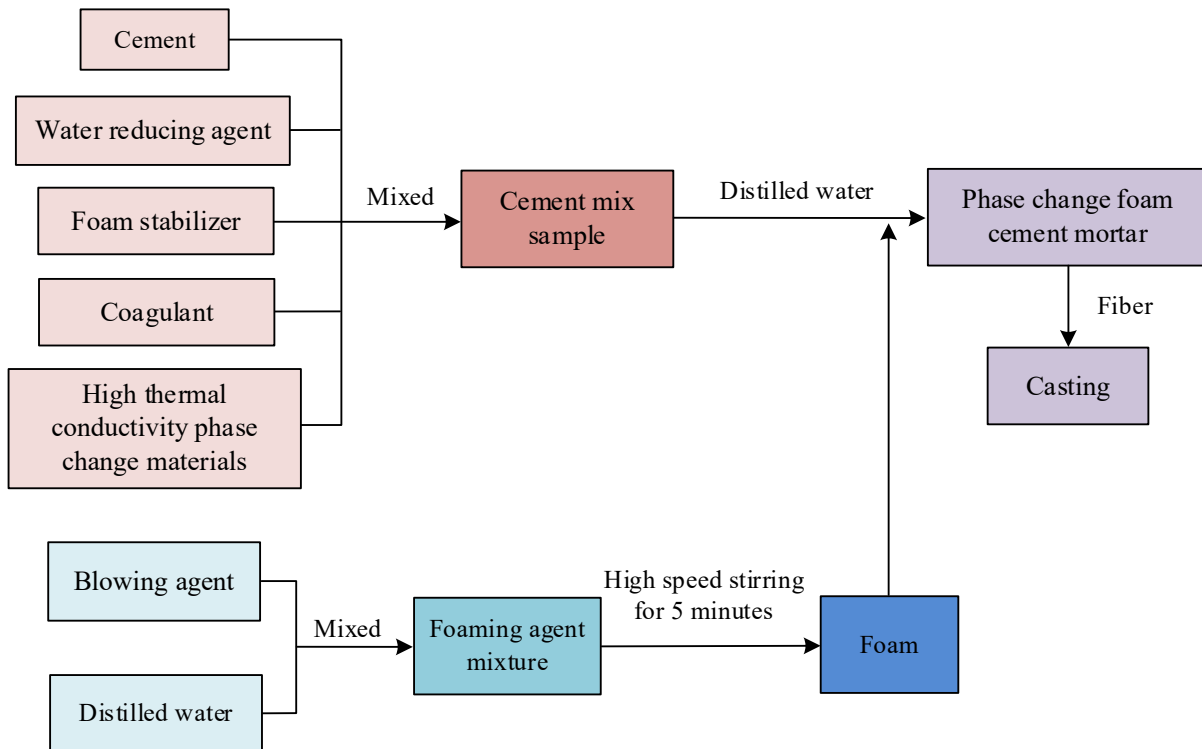 Cement
Water reducing agent
Foam stabilizer
Coagulant
High thermal
conductivity phase
change materials
Mixed
Cement mix
sample
Distilled water
Phase change foam
cement mortar
Fiber
Casting
Blowing agent
Distilled water
Mixed
Foaming agent
mixture
High speed stirring
for 5 minutes
Foam